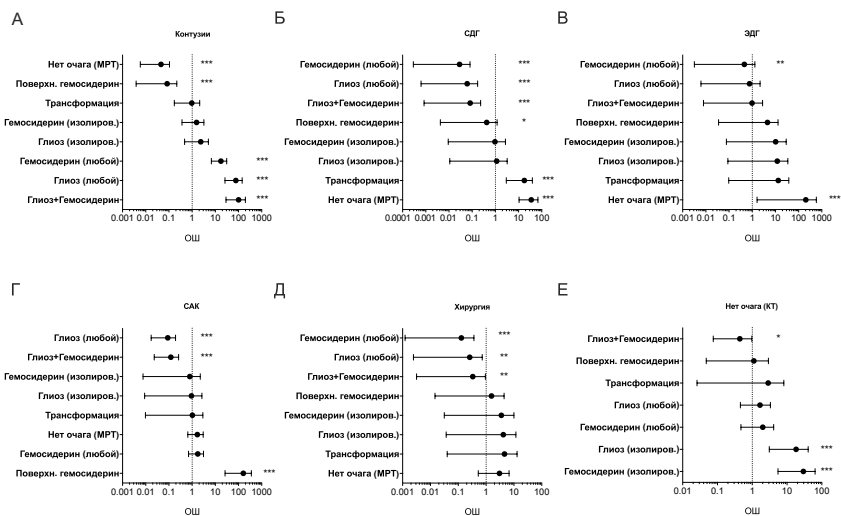 А
Контузии
Нет очага (МРТ) ***
Поверхн. гемосидерин ***
Трансформация
Гемосидерин (изолиров.)
Глиоз (изолиров.)
Гемосидерин (любой) ***
Глиоз (любой) ***
Глиоз+Гемосидерин ***
0.001 0.01 0.1 1 10 100 1000
ОШ
Б
СДГ
Гемосидерин (любой) ***
Глиоз (любой) ***
Глиоз+Гемосидерин ***
Поверхн. гемосидерин *
Гемосидерин (изолиров.)
Глиоз (изолиров.)
Трансформация ***
Нет очага (МРТ) ***
0.0001 0.001 0.01 0.1 1 10 100
ОШ
В
ЭДГ
Гемосидерин (любой) **
Глиоз (любой)
Глиоз+Гемосидерин
Поверхн. гемосидерин
Гемосидерин (изолиров.)
Глиоз (изолиров.)
Трансформация
Нет очага (МРТ) ***
0.001 0.01 0.1 1 10 100 1000
ОШ
Г
САК
Глиоз (любой) ***
Глиоз+Гемосидерин ***
Гемосидерин (изолиров.)
Глиоз (изолиров.)
Трансформация
Нет очага (МРТ)
Гемосидерин (любой)
Поверхн. гемосидерин ***
0.001 0.01 0.1 1 10 100 1000
ОШ
Д
Хирургия
Гемосидерин (любой) ***
Глиоз (любой) **
Глиоз+Гемосидерин **
Поверхн. гемосидерин
Гемосидерин (изолиров.)
Глиоз (изолиров.)
Трансформация
Нет очага (МРТ)
0.001 0.01 0.1 1 10 100
ОШ
Е
Нет очага (КТ)
Глиоз+Гемосидерин *
Поверхн. гемосидерин
Трансформация
Глиоз (любой)
Гемосидерин (любой)
Глиоз (изолиров.) ***
Гемосидерин (изолиров.) ***
0.01 0.1 1 10 100
ОШ